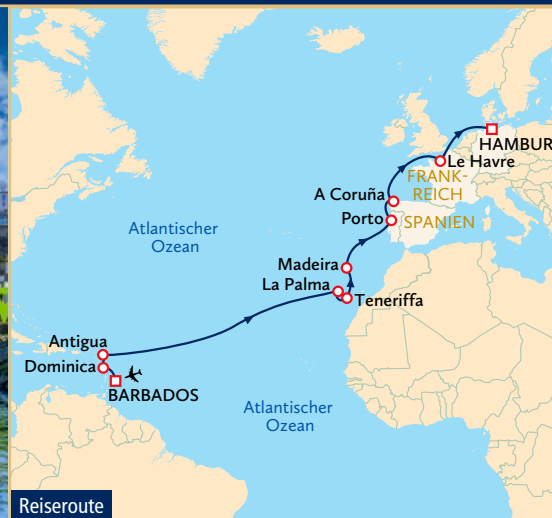 HAMBUR
Le Havre
FRANK-
REICH
A Coruña
Porto
SPANIEN
Atlantischer
Ozean
Madeira
La Palma
Teneriffa
Antigua
Dominica
BARBADOS
Atlantischer
Ozean
Reiseroute